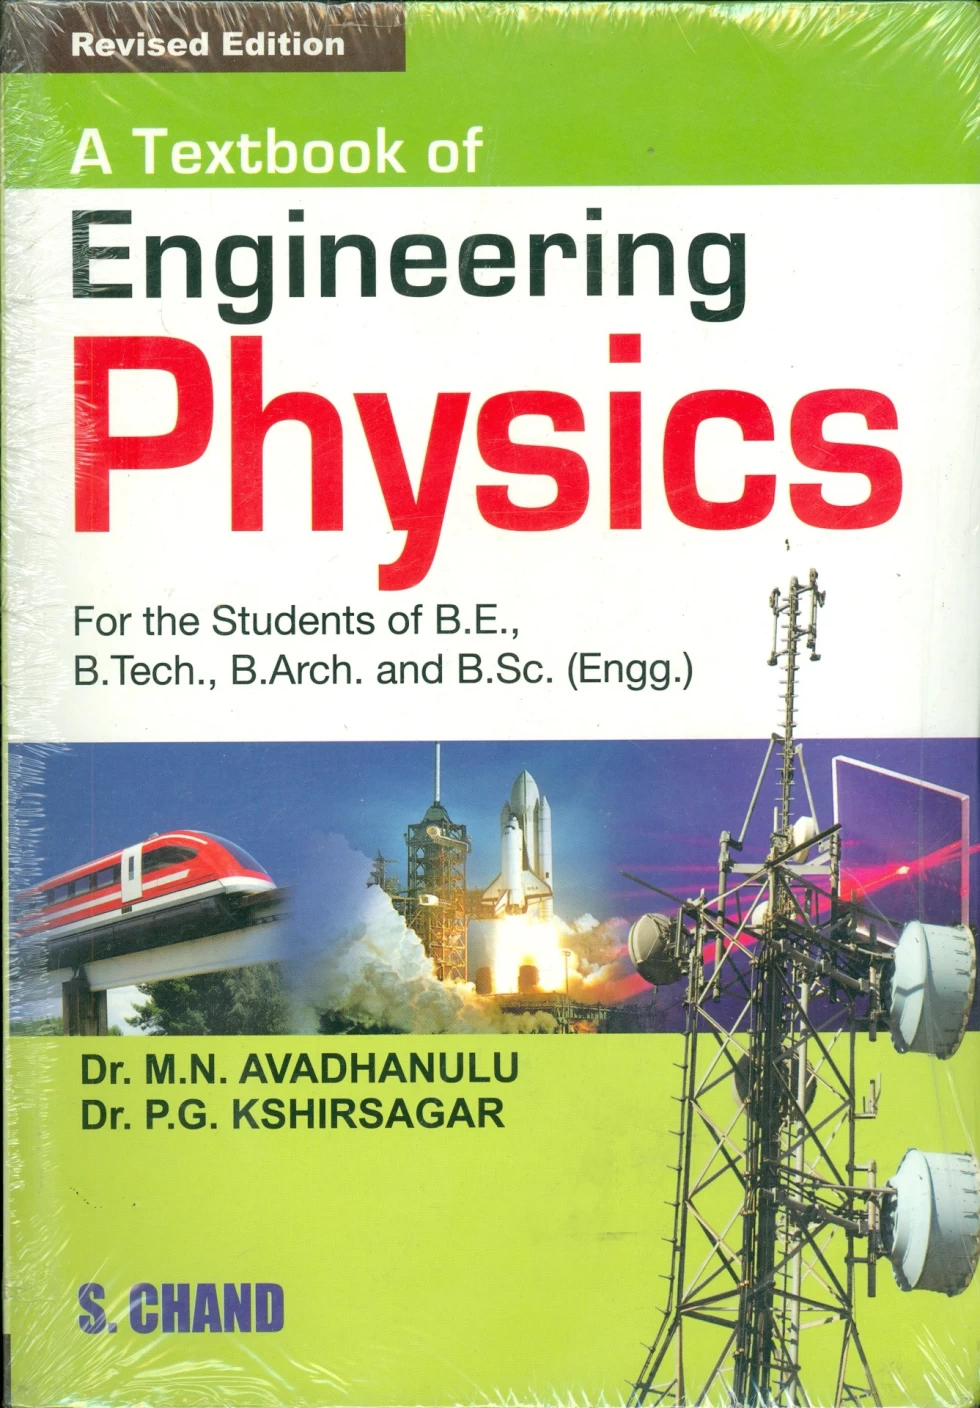 Revised Edition
A Textbook of
Engineering
Physics
For the Students of B.E.,
B.Tech., B.Arch. and B.Sc. (Engg.)
Dr. M.N. AVADHANULU
Dr. P.G. KSHIRSAGAR
S. CHAND